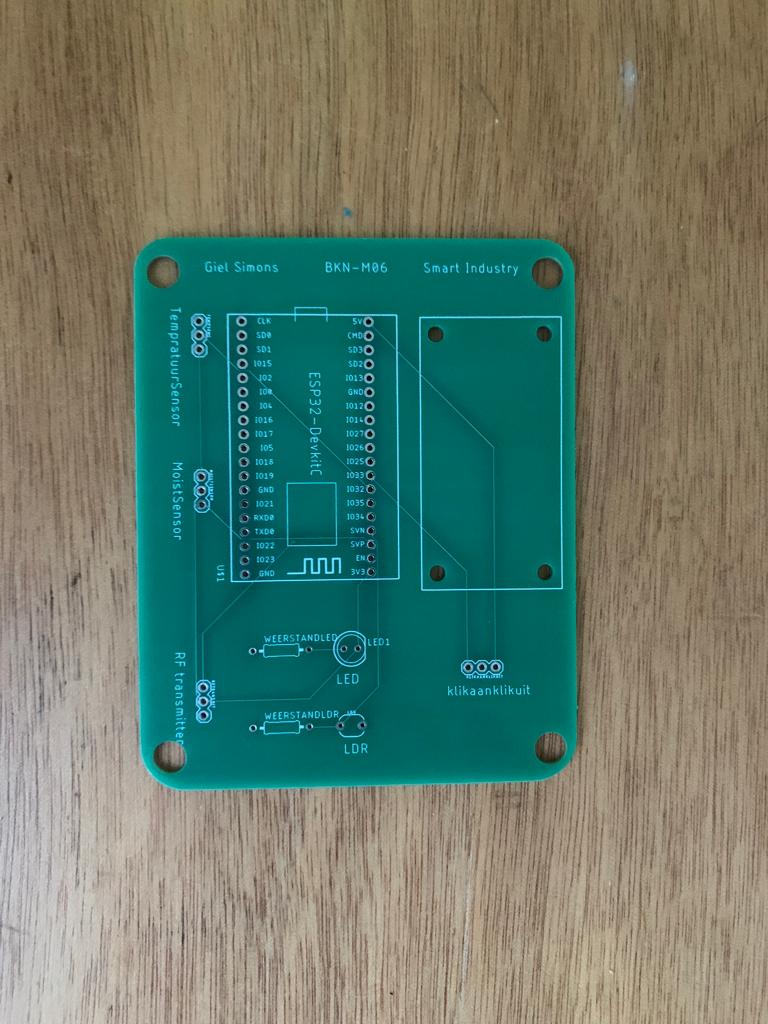 Giel Simons BKN-M06 Smart Industry
TempratuurSensor
MoistSensor
RF transmitter
CLK 5V
SD0 CMD
SD1 SD3
IO15 SD2
IO2 IO13
IO0 GND
IO4 IO12
IO16 IO14
IO17 IO27
IO5 IO26
IO18 IO25
IO19 IO33
GND IO32
IO21 IO35
RXD0 IO34
TXD0 SVN
IO22 SVP
IO23 EN
GND 3V3
ESP32-DevkitC
U$1
WEERSTANDLED LED1
LED
WEERSTANDLDR
LDR
KLIKAANKLIKUIT
klikaanklikuit